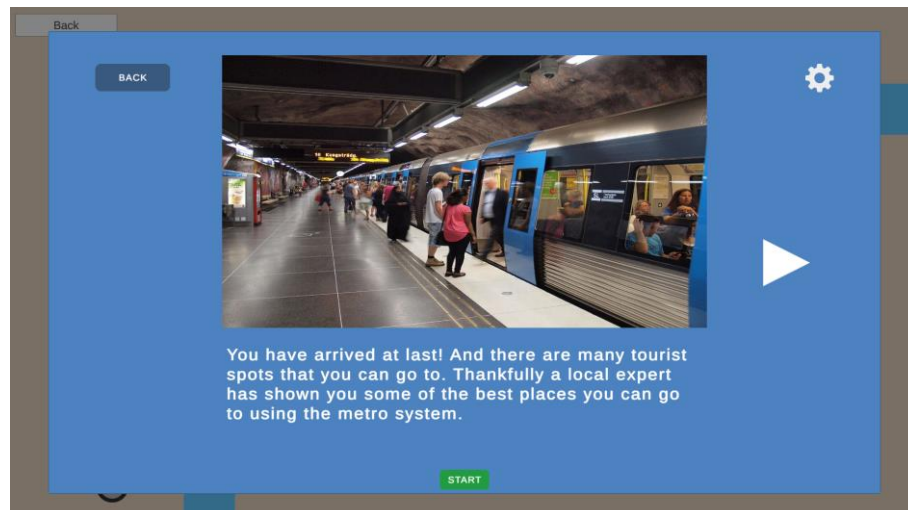 Back
BACK
You have arrived at last! And there are many tourist
spots that you can go to. Thankfully a local expert
has shown you some of the best places you can go
to using the metro system.
START